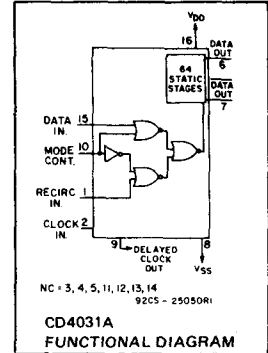 VDD
16
DATA OUT
6
64 STATIC STAGES
DATA OUT
7
DATA IN. 15
MODE CONT. 10
RECIRC IN. 1
CLOCK IN. 2
9 DELAYED CLOCK OUT
8
VSS
NC = 3, 4, 5, 11, 12, 13, 14
92CS - 25050R1
CD4031A
FUNCTIONAL DIAGRAM